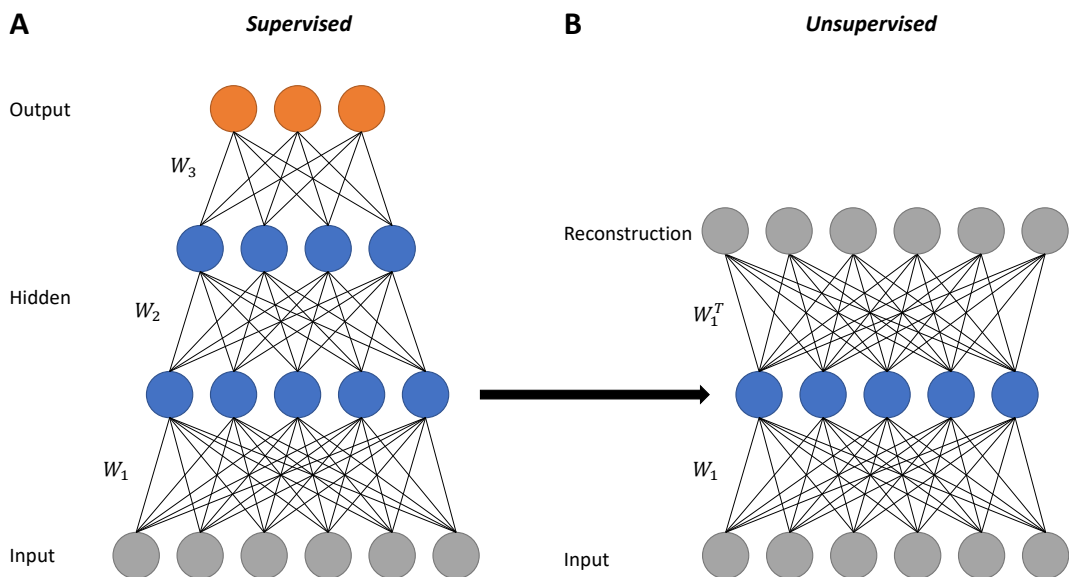 A
Supervised
Output
W₃
Hidden
W₂
W₁
Input
B
Unsupervised
Reconstruction
W₁ᵀ
W₁
Input